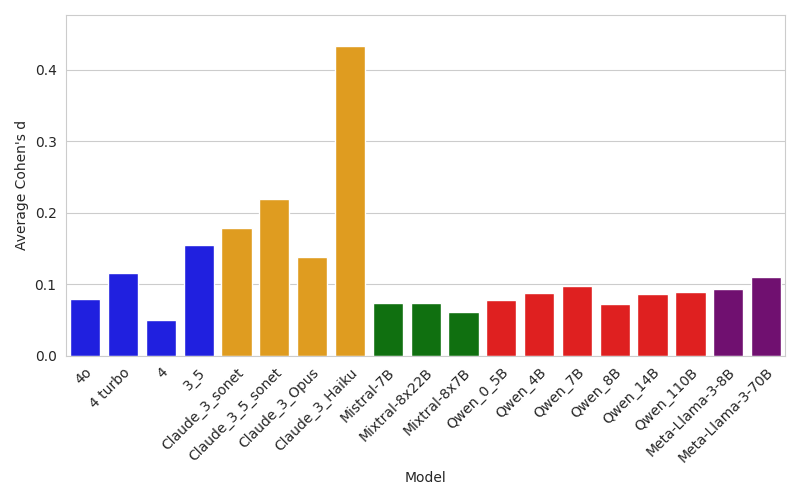 Average Cohen's d
0.4
0.3
0.2
0.1
0.0
4o
4 turbo
4
3_5
Claude_3_sonet
Claude_3_5_sonet
Claude_3_Opus
Claude_3_Haiku
Mistral-7B
Mixtral-8x22B
Mixtral-8x7B
Qwen_0_5B
Qwen_4B
Qwen_7B
Qwen_8B
Qwen_14B
Qwen_110B
Meta-Llama-3-8B
Meta-Llama-3-70B
Model